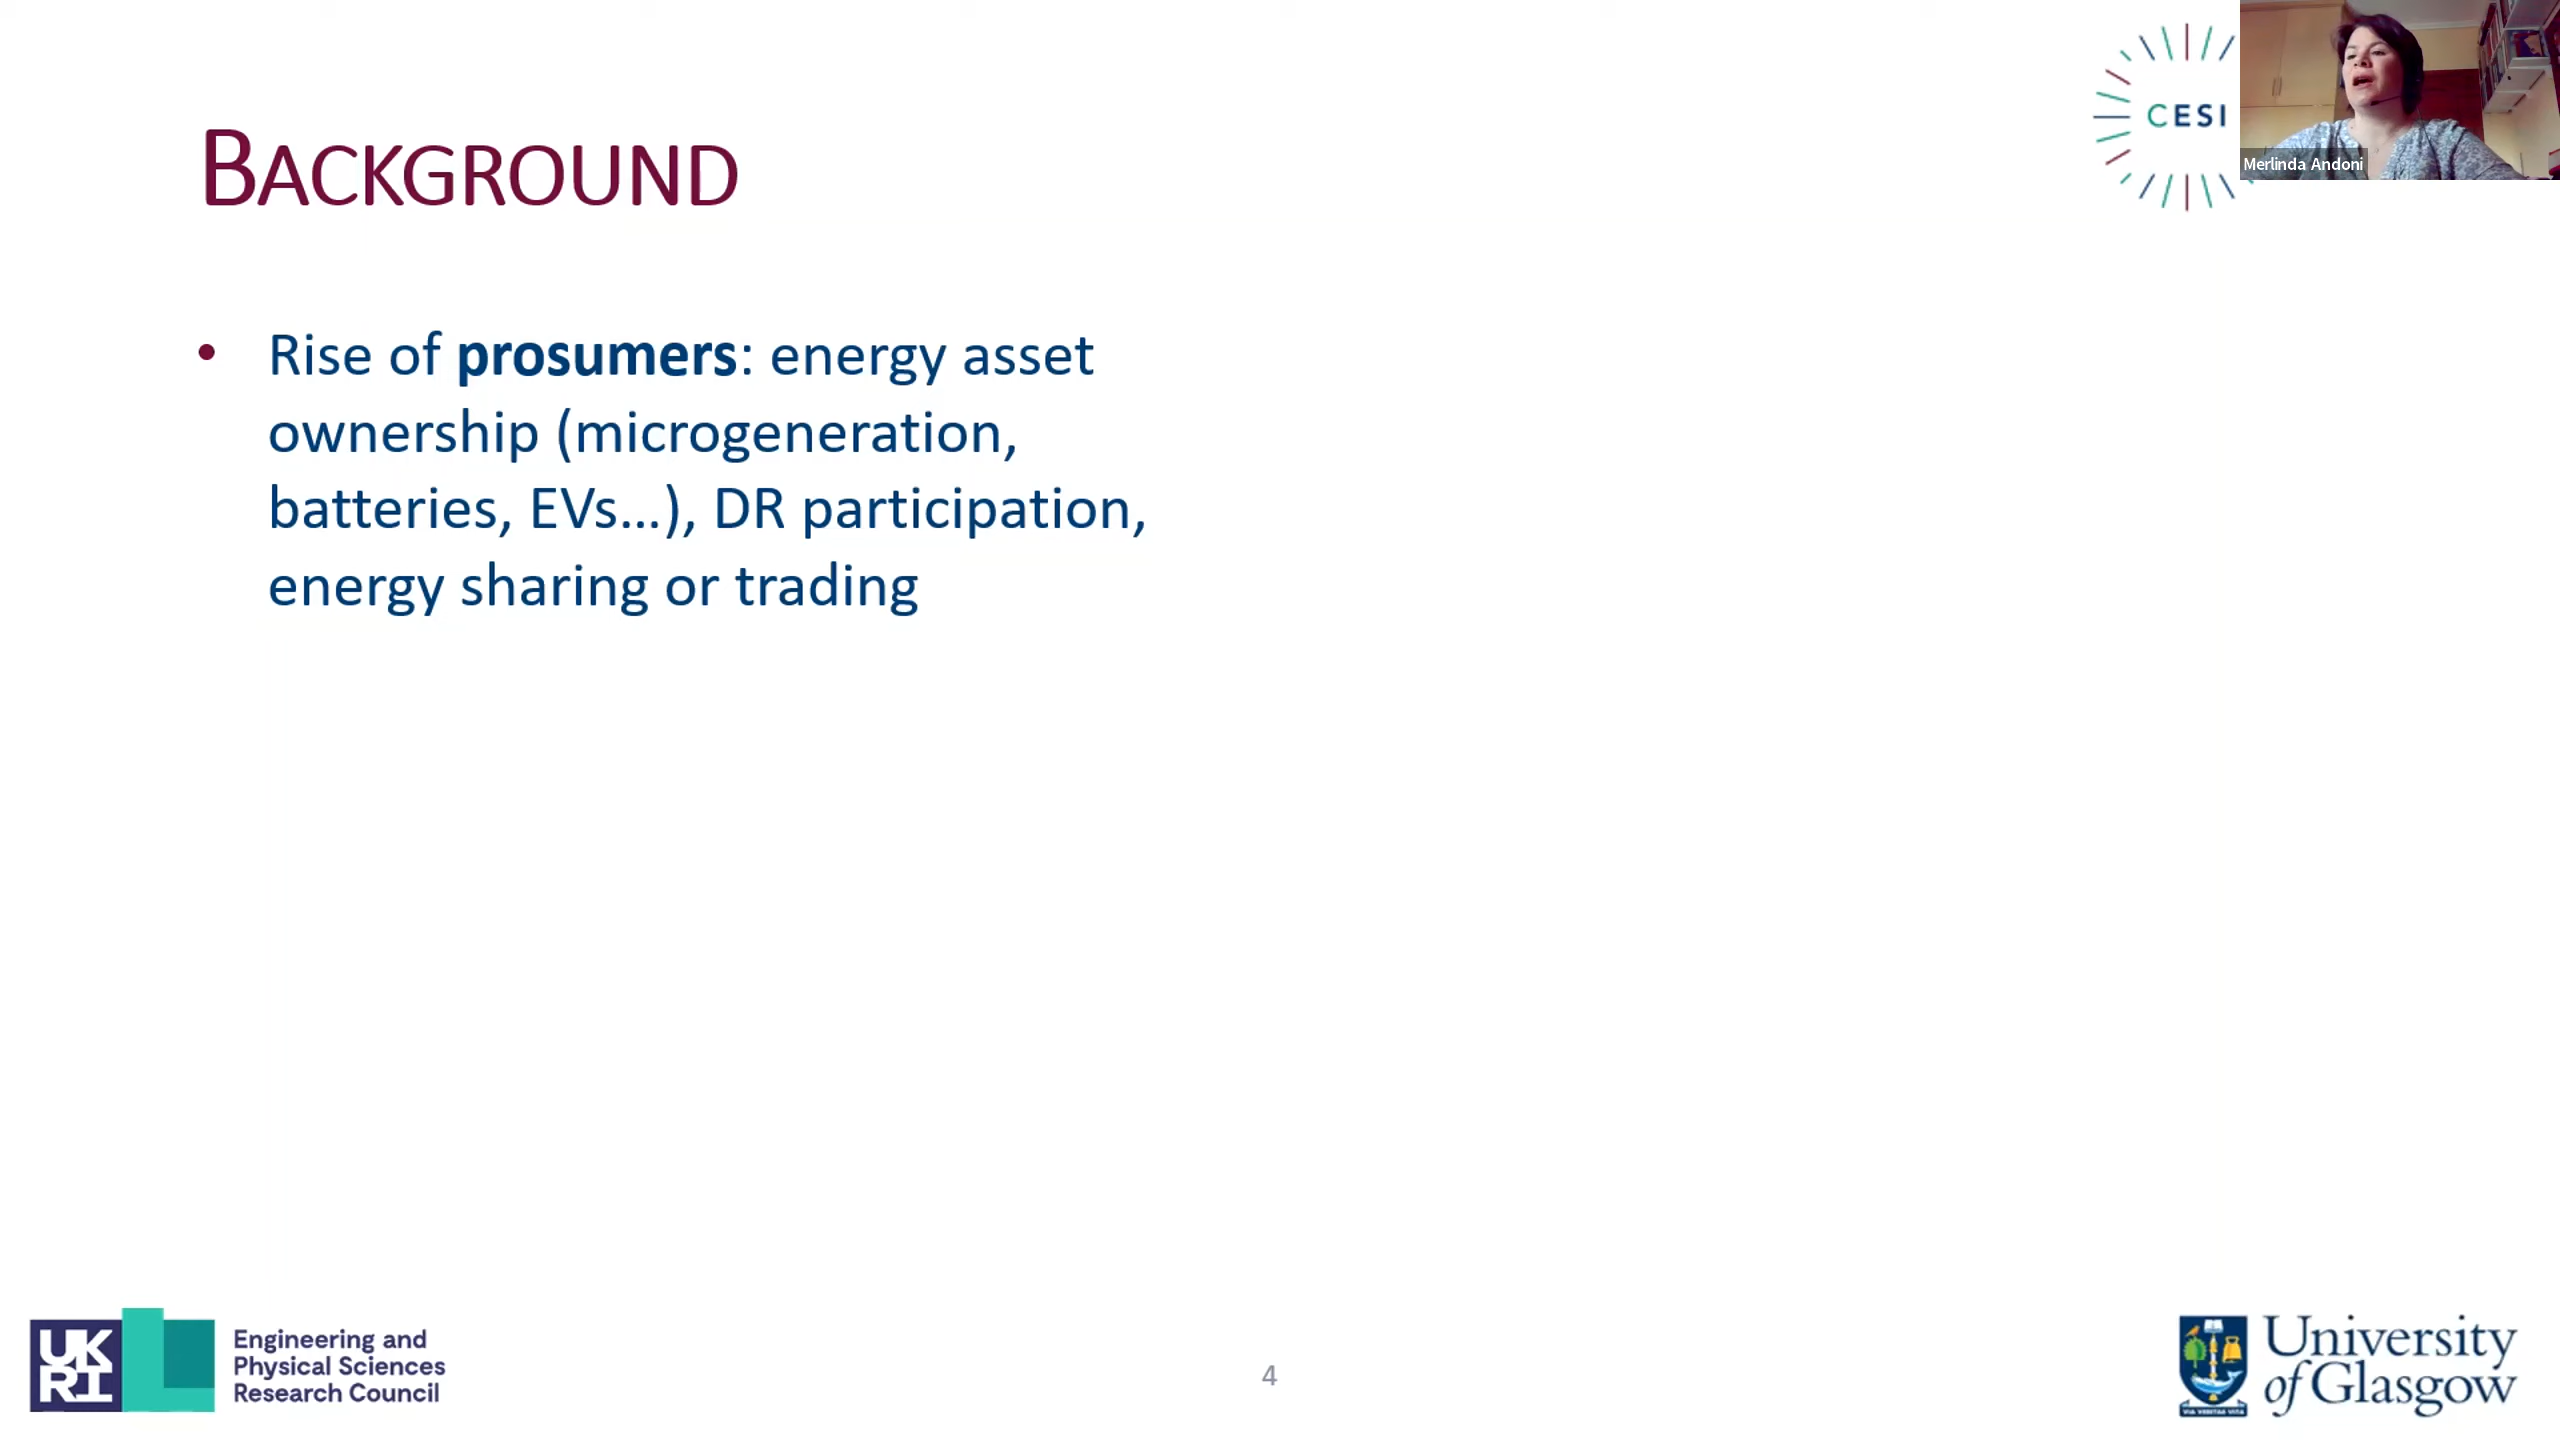 BACKGROUND
CESI
Merlinda Andoni
• Rise of prosumers: energy asset
ownership (microgeneration,
batteries, EVs...), DR participation,
energy sharing or trading
UKRI
Engineering and
Physical Sciences
Research Council
4
University
of Glasgow